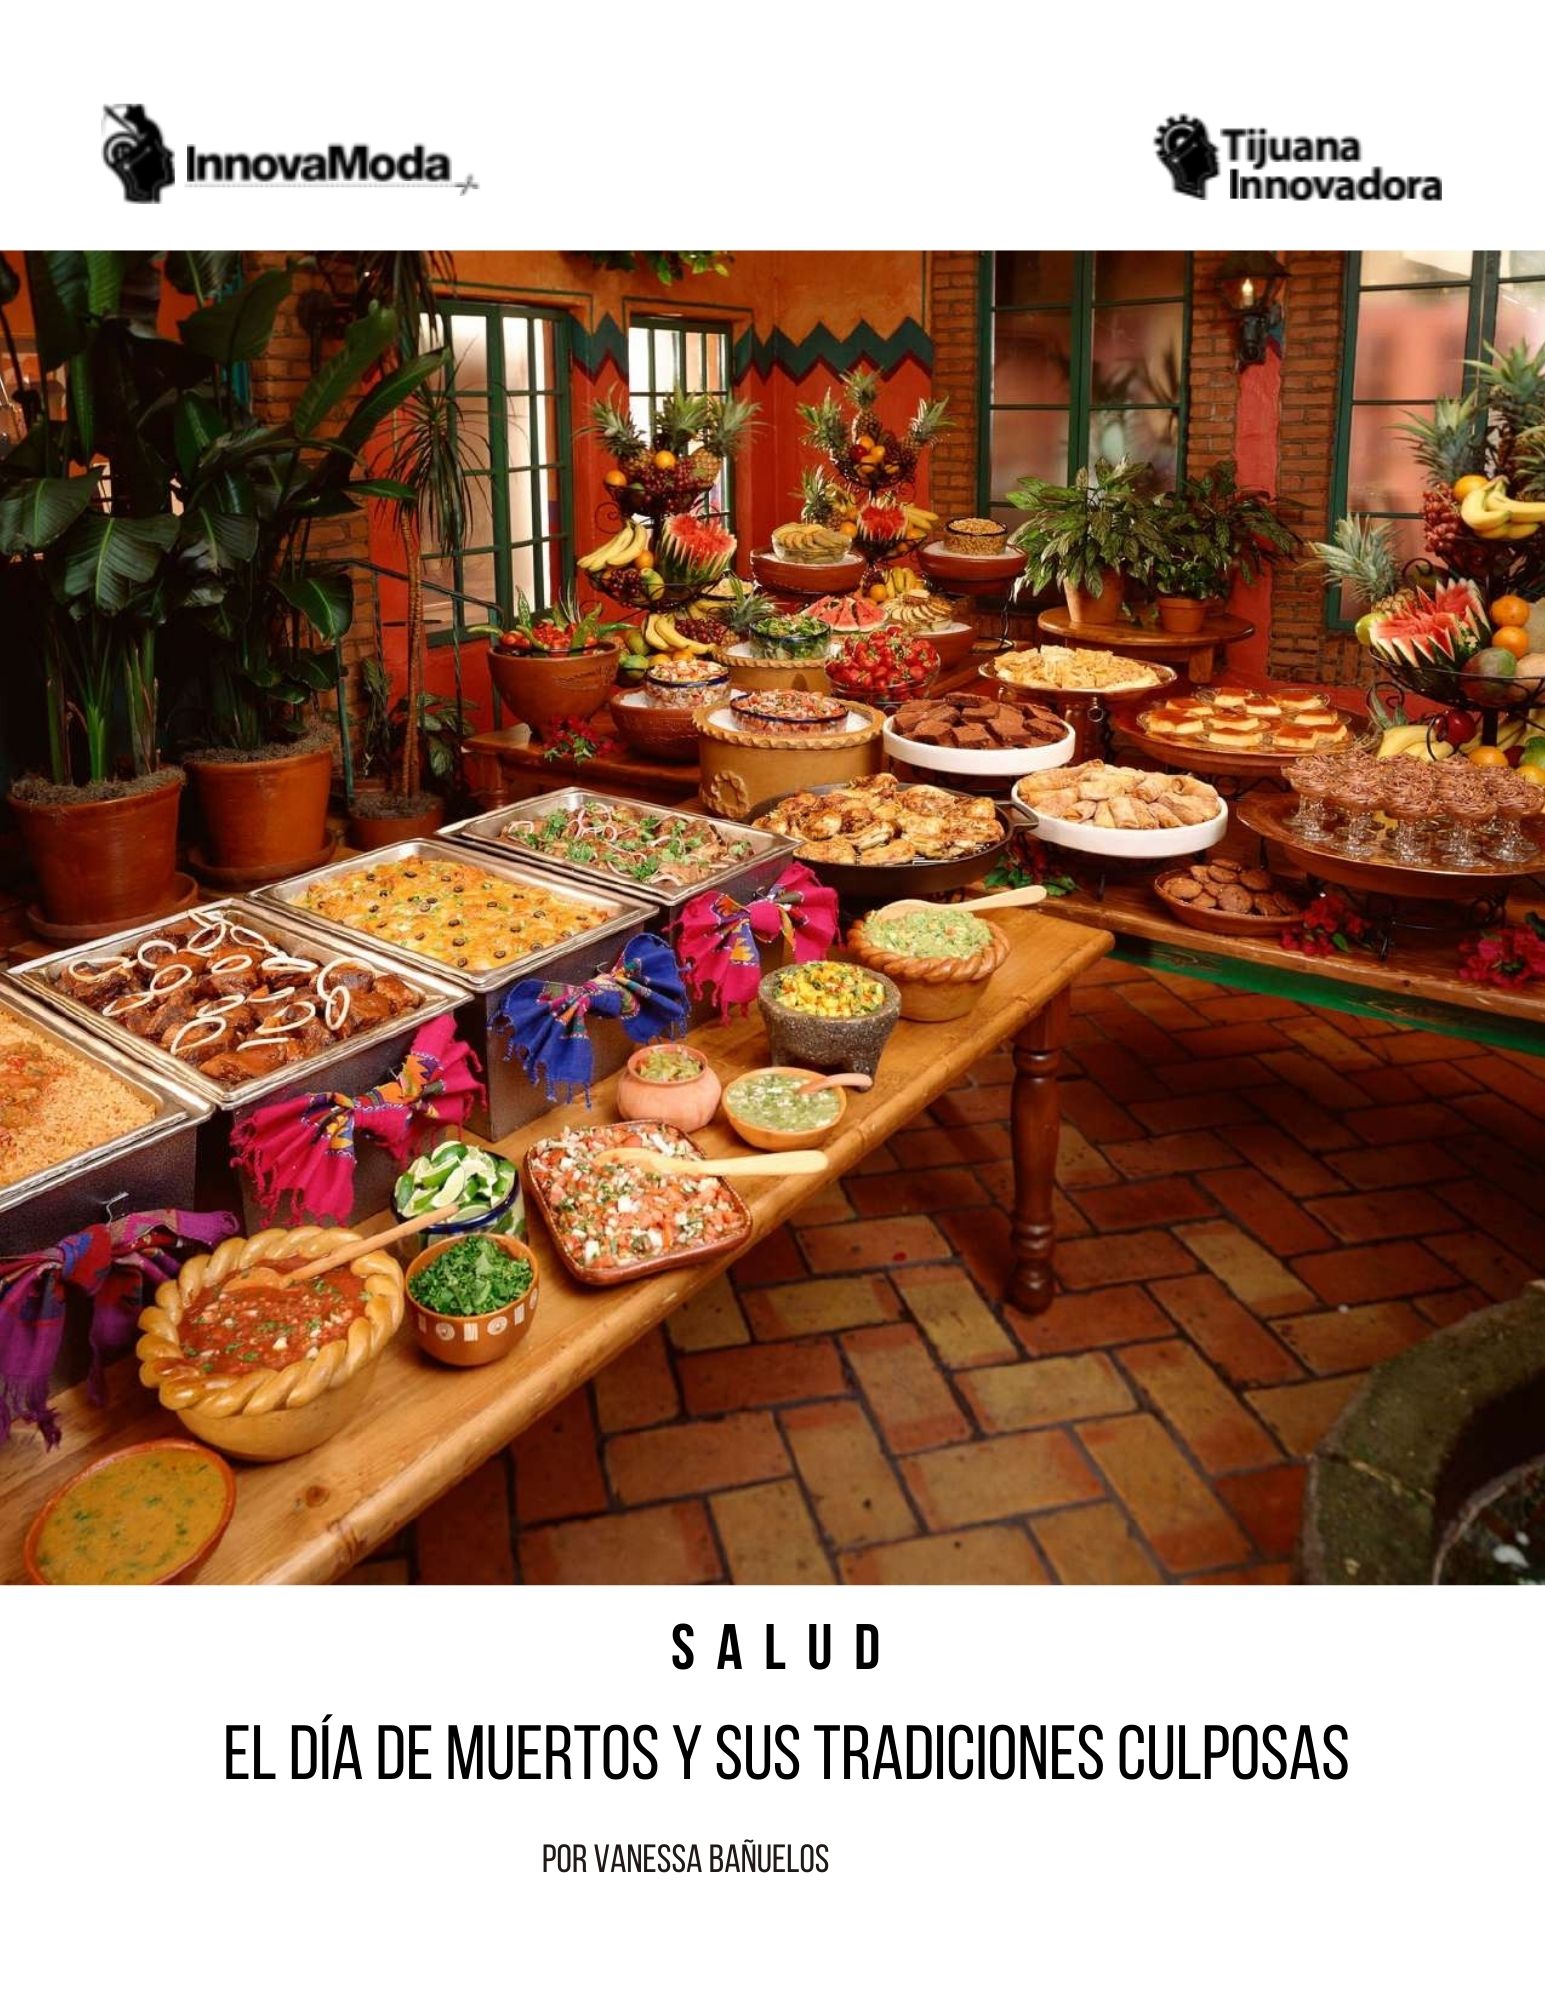 InnovaModa
Tijuana
Innovadora
SALUD
EL DÍA DE MUERTOS Y SUS TRADICIONES CULPOSAS
POR VANESSA BAÑUELOS